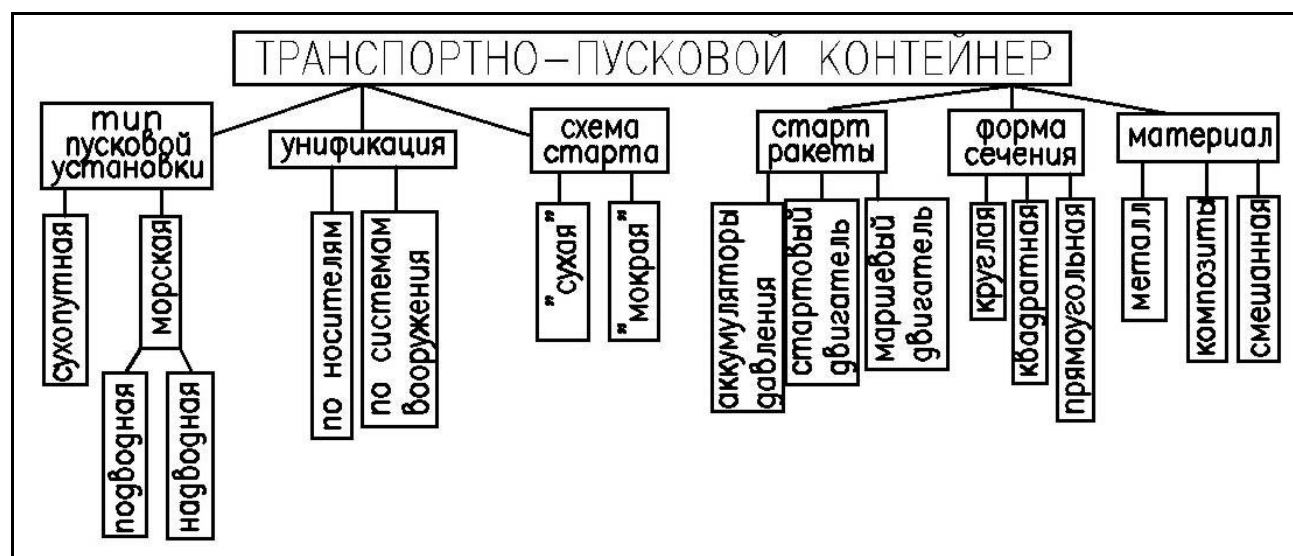 ТРАНСПОРТНО-ПУСКОВОЙ КОНТЕЙНЕР
тип
пусковой
установки
унификация
схема
старта
старт
ракеты
форма
сечения
материал
сухопутная
морская
подводная
надводная
по носителям
по системам
вооружения
"сухая"
"мокрая"
аккумуляторы
давления
стартовый
двигатель
маршевый
двигатель
круглая
квадратная
прямоугольная
металл
композиты
смешанная